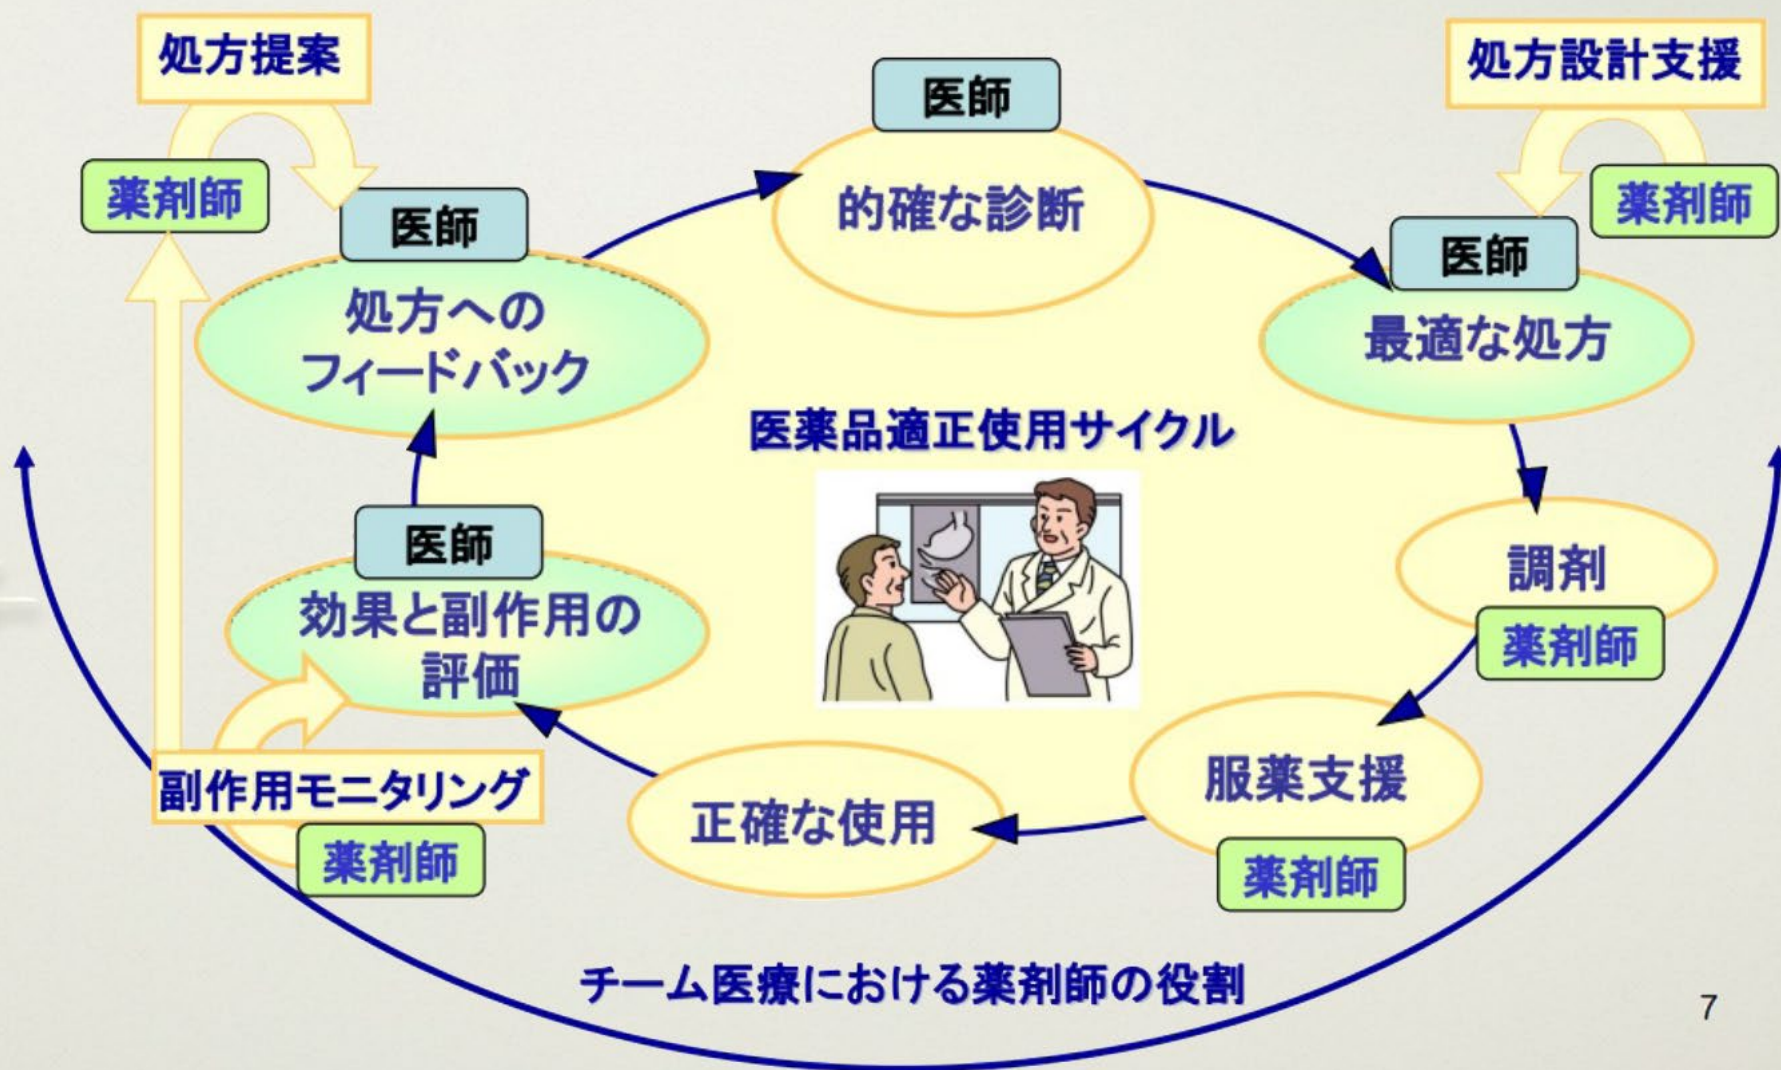 処方提案
処方設計支援
医師
薬剤師
薬剤師
医師
的確な診断
医師
処方への
フィードバック
最適な処方
医薬品適正使用サイクル
医師
調剤
効果と副作用の
評価
薬剤師
副作用モニタリング
正確な使用
服薬支援
薬剤師
薬剤師
チーム医療における薬剤師の役割
7